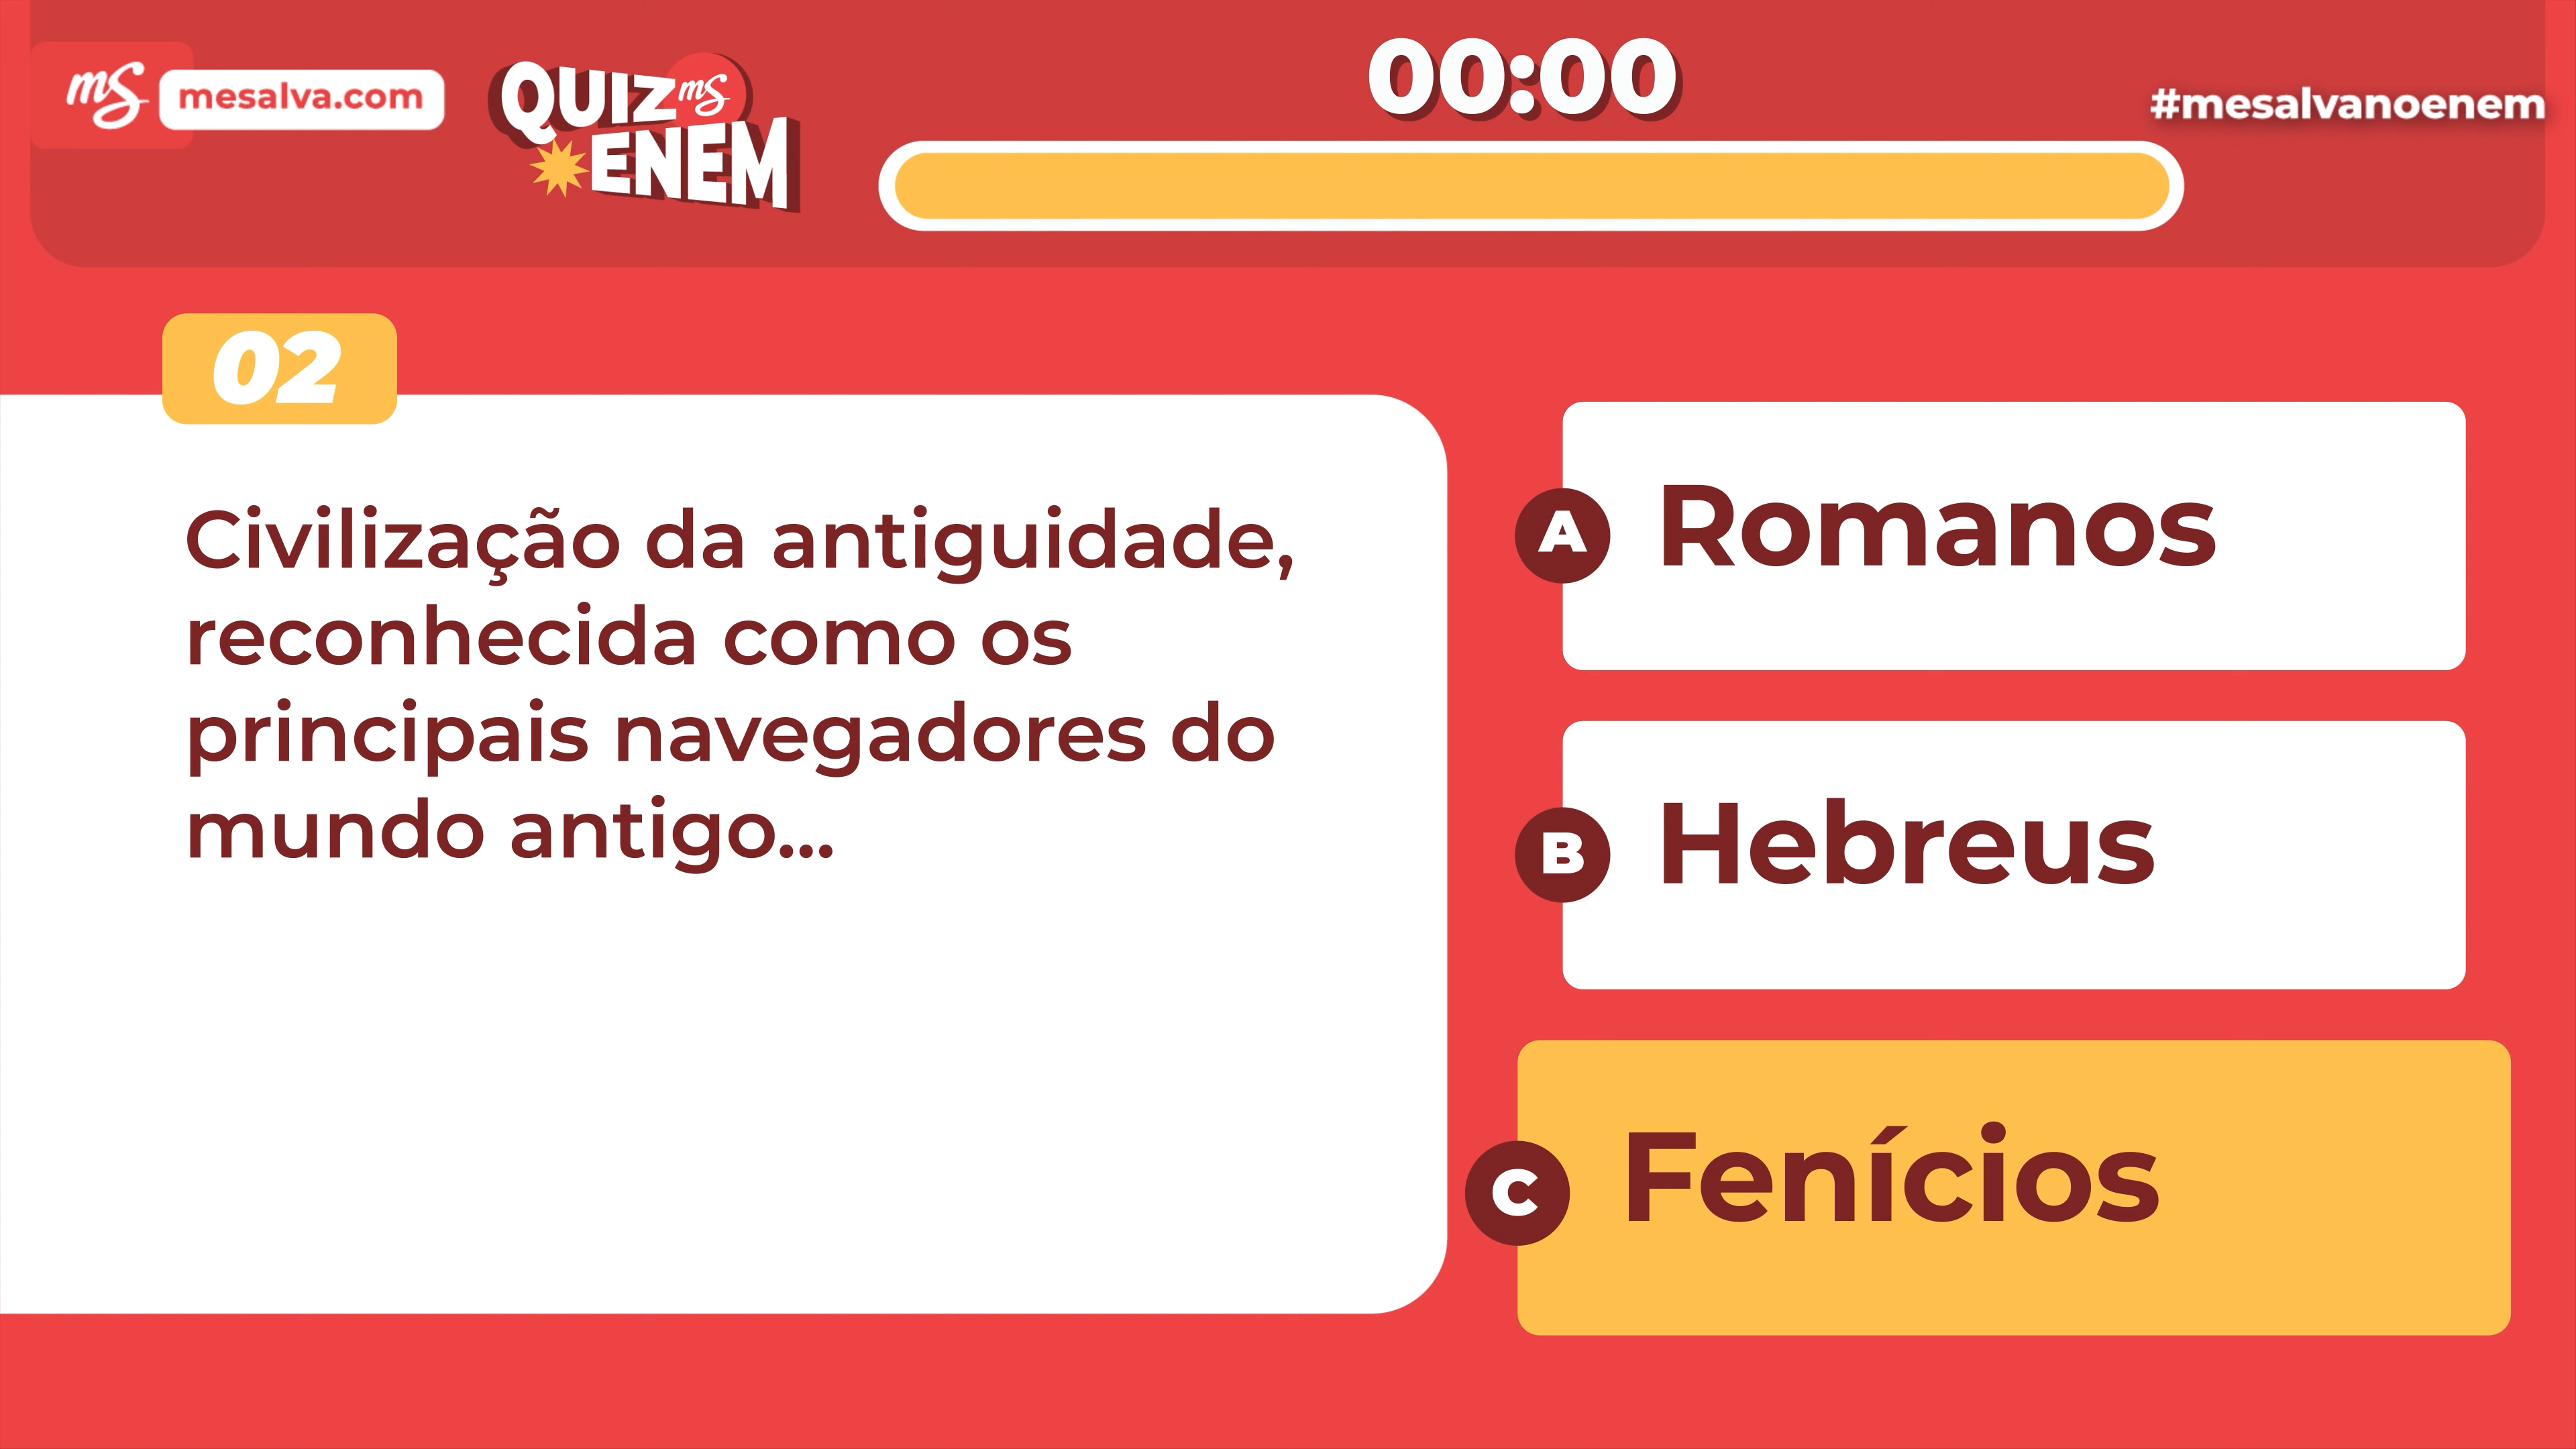 mS mesalva.com
QUIZ mS
ENEM
00:00
#mesalvanoenem
02
Civilização da antiguidade,
reconhecida como os
principais navegadores do
mundo antigo...
A Romanos
B Hebreus
C Fenícios